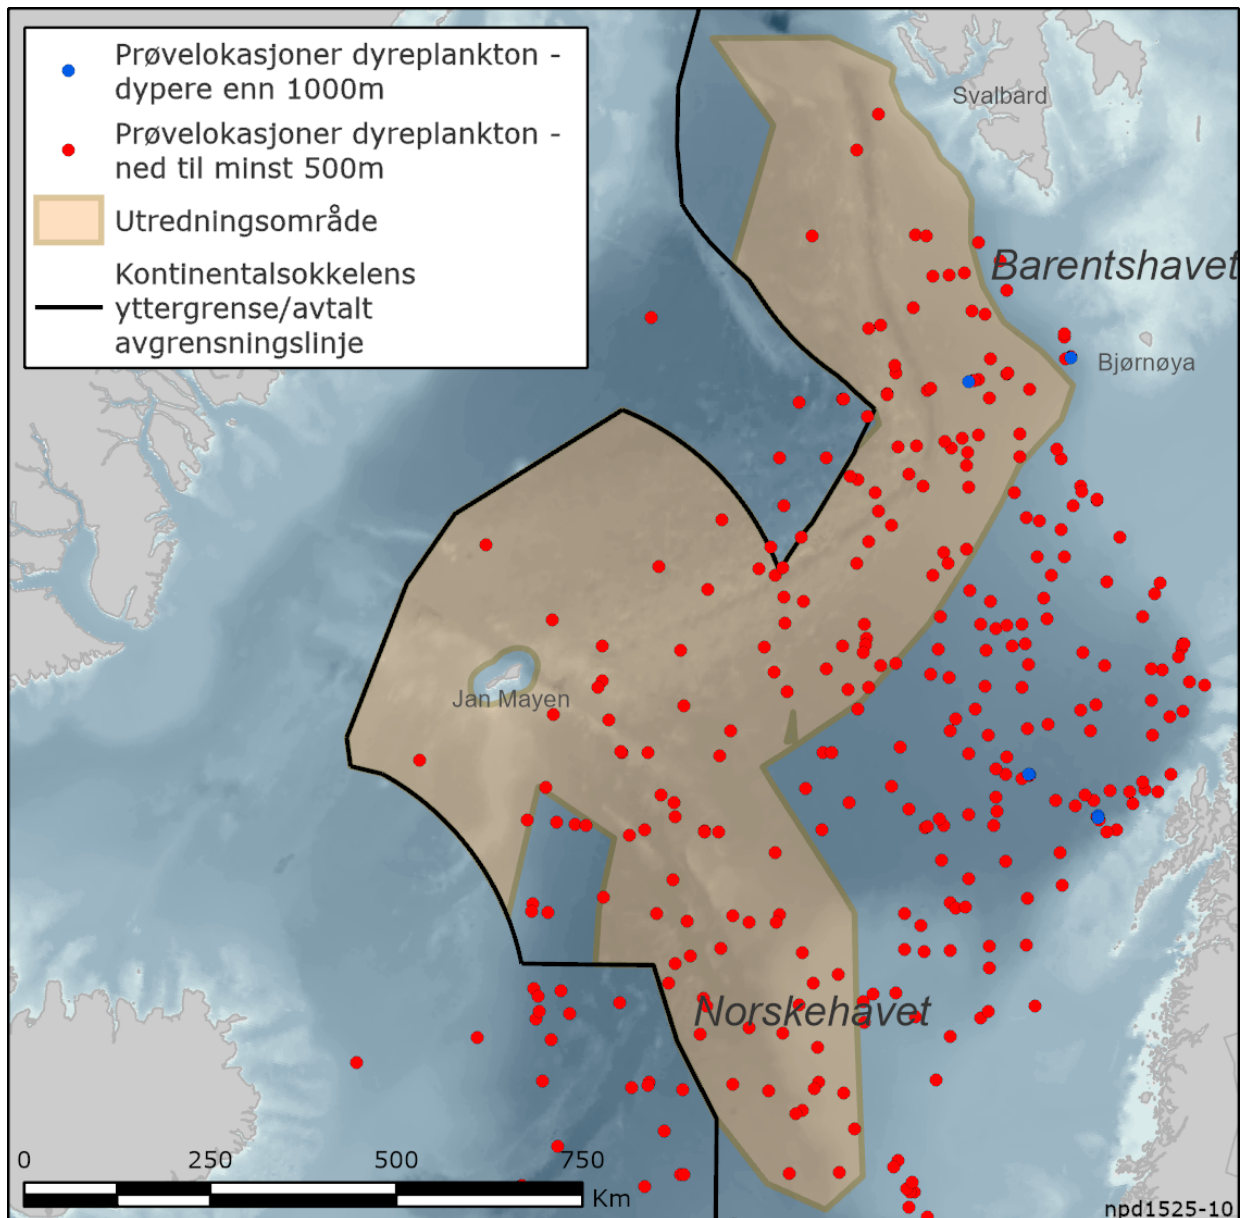 Prøvelokasjoner dyreplankton -
dypere enn 1000m
Prøvelokasjoner dyreplankton -
ned til minst 500m
Utredningsområde
Kontinentalsokkelens
yttergrense/avtalt
avgrensningslinje
Svalbard
Barentshavet
Bjørnøya
Jan Mayen
Norskehavet
0 250 500 750
Km
npd1525-10